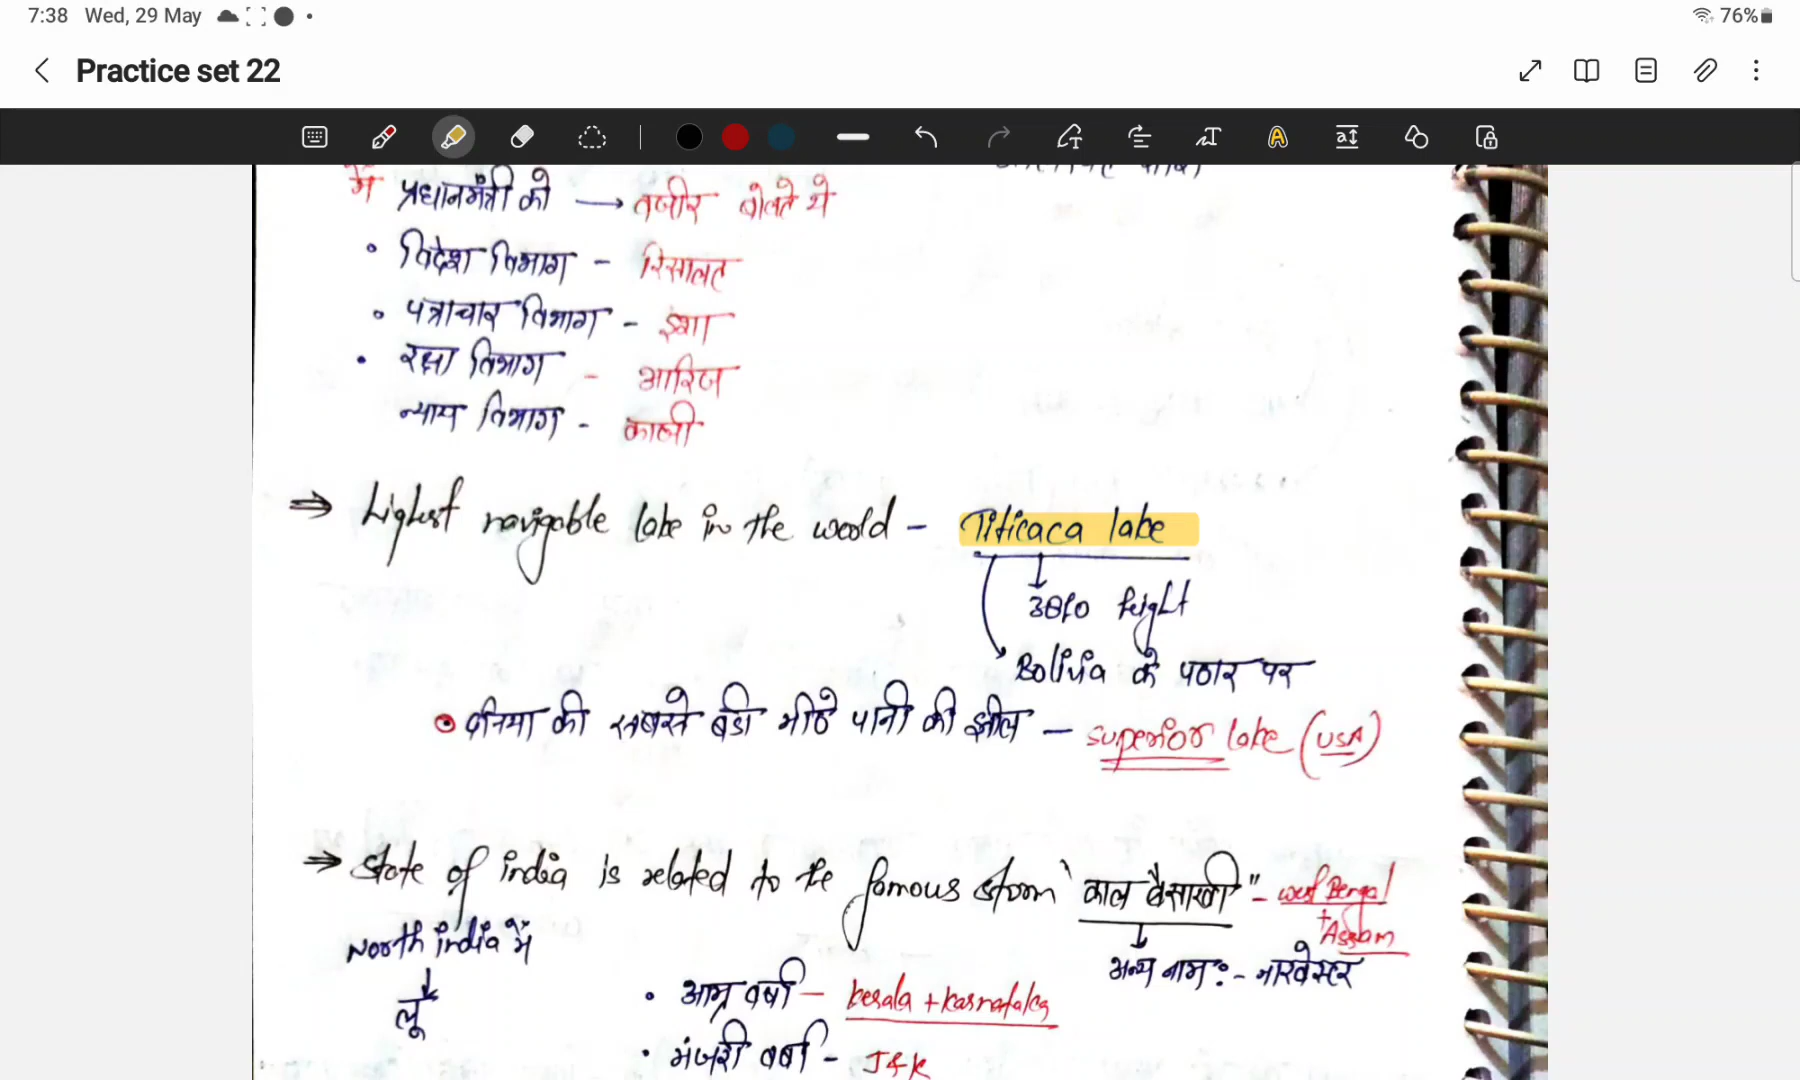 7:38 Wed, 29 May
76%
Practice set 22
में प्रधानमंत्री को → वजीर बोलते थे
• विदेश विभाग - रिसालत
• पत्राचार विभाग - इंशा
• रक्षा विभाग - आरिज
न्याय विभाग - काजी
⇒ highest navigable lake in the world - Titicaca lake
3810 height
Bolivia के पठार पर
दुनिया की सबसे बडी मीठे पानी की झील - superior lake (USA)
⇒ State of india is related to the famous storm "काल वैसाखी" - west Bengal
+ Assam
North india में
अन्य नाम :- नारवेस्टर
लू
• आम्र वर्षा - kerala + karnataka
• मंजरी वर्षा - J&K